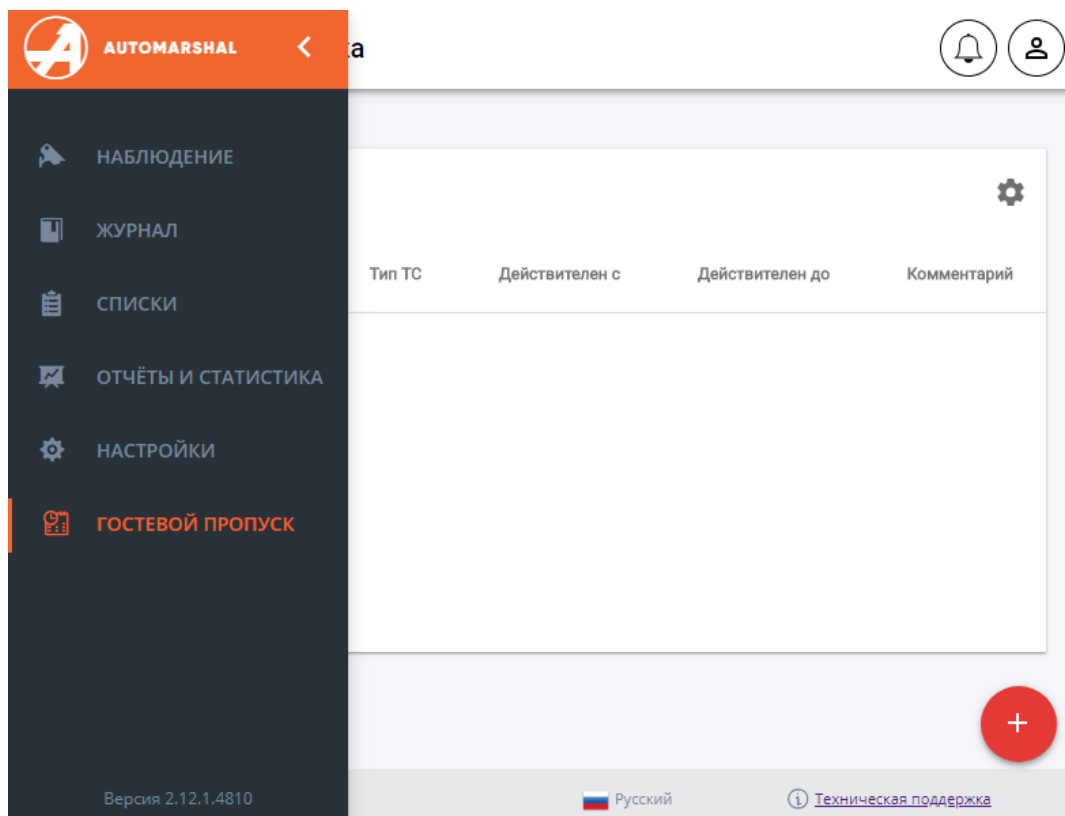 AUTOMARSHAL
ка
НАБЛЮДЕНИЕ
ЖУРНАЛ
Тип ТС Действителен с Действителен до Комментарий
СПИСКИ
ОТЧЁТЫ И СТАТИСТИКА
НАСТРОЙКИ
ГОСТЕВОЙ ПРОПУСК
Версия 2.12.1.4810 Русский Техническая поддержка